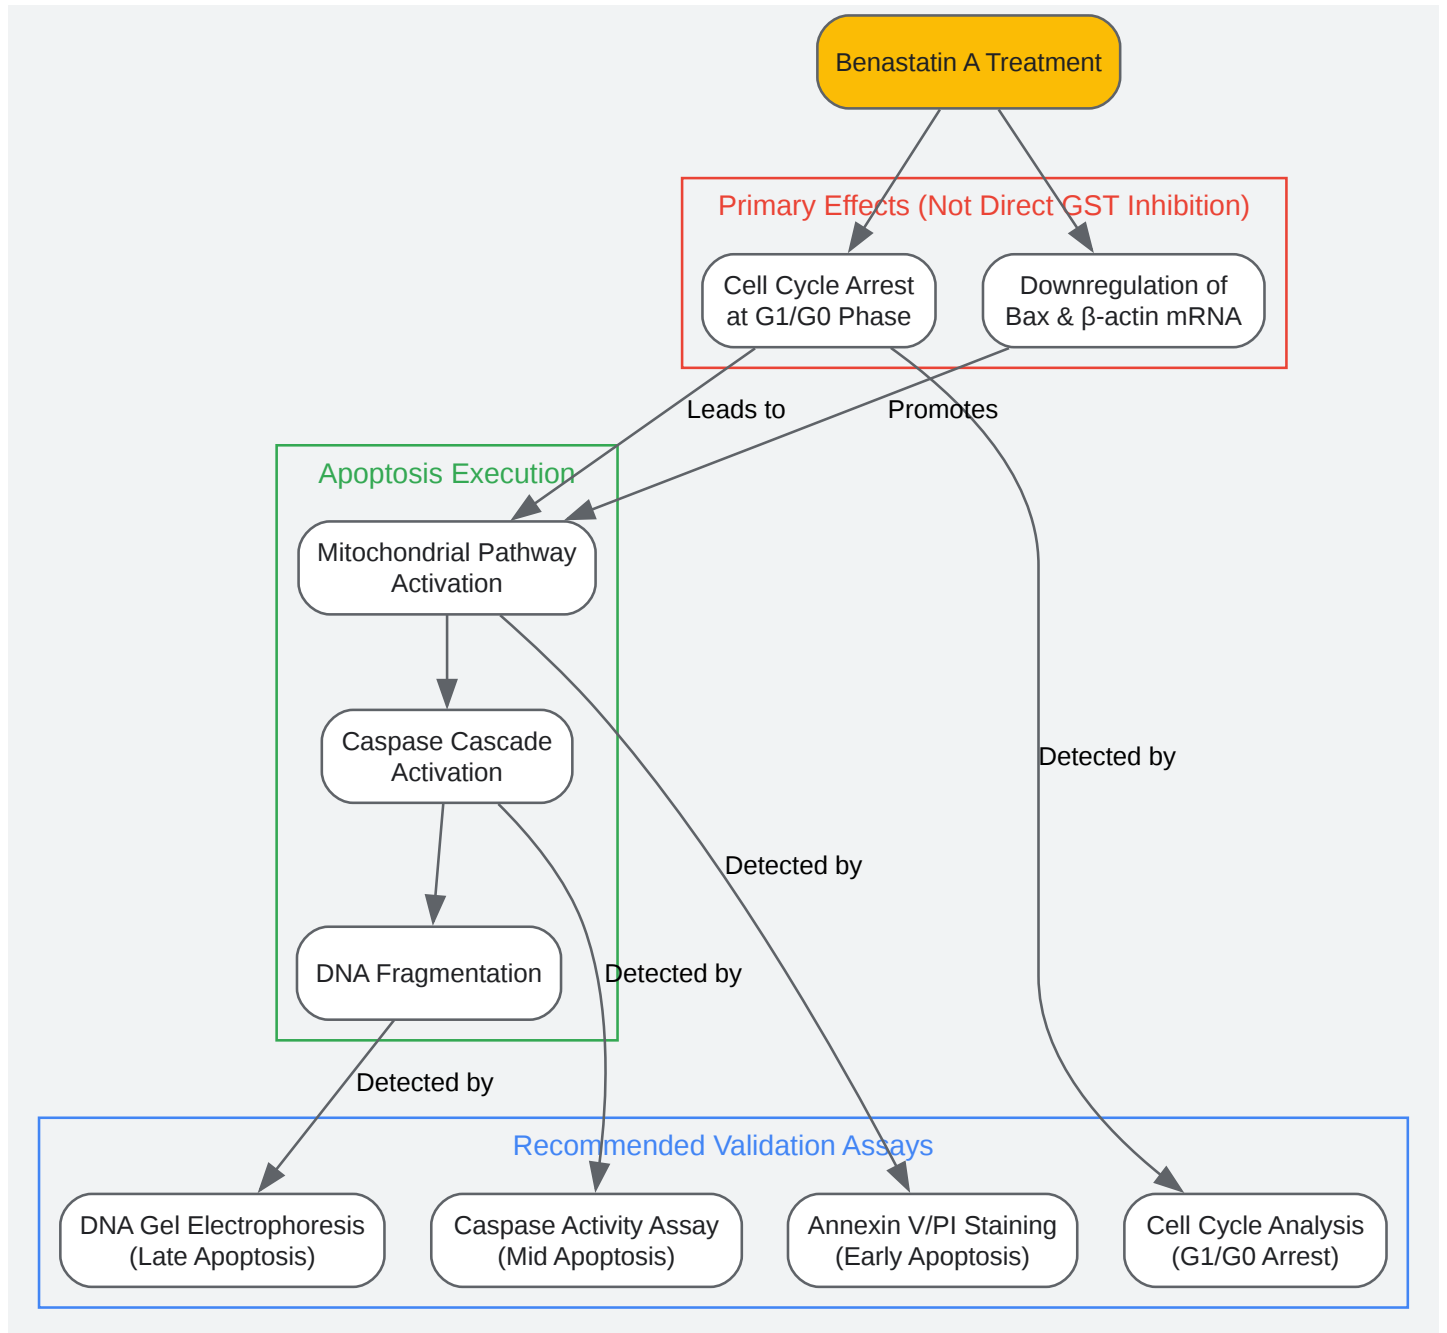 Benastatin A Treatment
Primary Effects (Not Direct GST Inhibition)
Cell Cycle Arrest
at G1/G0 Phase
Downregulation of
Bax & β-actin mRNA
Leads to
Promotes
Apoptosis Execution
Mitochondrial Pathway
Activation
Caspase Cascade
Activation
Detected by
Detected by
DNA Fragmentation
Detected by
Detected by
Recommended Validation Assays
DNA Gel Electrophoresis
(Late Apoptosis)
Caspase Activity Assay
(Mid Apoptosis)
Annexin V/PI Staining
(Early Apoptosis)
Cell Cycle Analysis
(G1/G0 Arrest)